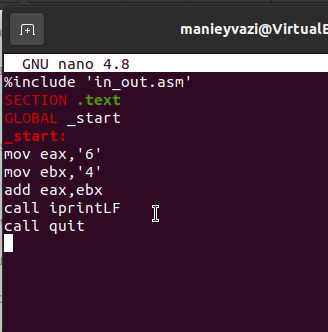 manieyvazi@VirtualB
GNU nano 4.8
%include 'in_out.asm'
SECTION .text
GLOBAL _start
_start:
mov eax,'6'
mov ebx,'4'
add eax,ebx
call iprintLF
call quit